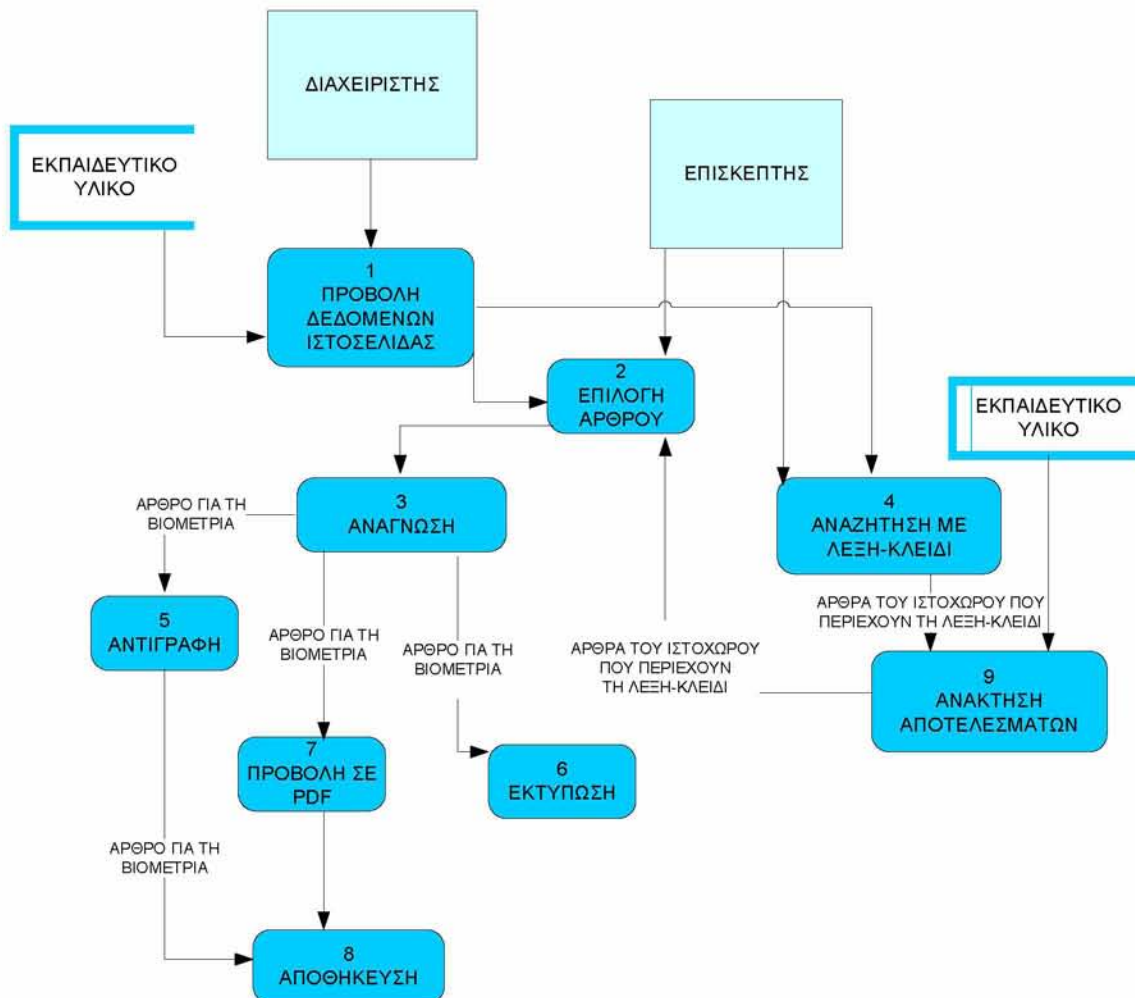 ΔΙΑΧΕΙΡΙΣΤΗΣ
ΕΚΠΑΙΔΕΥΤΙΚΟ
ΥΛΙΚΟ
ΕΠΙΣΚΕΠΤΗΣ
1
ΠΡΟΒΟΛΗ
ΔΕΔΟΜΕΝΩΝ
ΙΣΤΟΣΕΛΙΔΑΣ
2
ΕΠΙΛΟΓΗ
ΑΡΘΡΟΥ
ΕΚΠΑΙΔΕΥΤΙΚΟ
ΥΛΙΚΟ
ΑΡΘΡΟ ΓΙΑ ΤΗ
ΒΙΟΜΕΤΡΙΑ
3
ΑΝΑΓΝΩΣΗ
4
ΑΝΑΖΗΤΗΣΗ ΜΕ
ΛΕΞΗ-ΚΛΕΙΔΙ
ΑΡΘΡΑ ΤΟΥ ΙΣΤΟΧΩΡΟΥ ΠΟΥ
ΠΕΡΙΕΧΟΥΝ ΤΗ ΛΕΞΗ-ΚΛΕΙΔΙ
5
ΑΝΤΙΓΡΑΦΗ
ΑΡΘΡΟ ΓΙΑ ΤΗ
ΒΙΟΜΕΤΡΙΑ
ΑΡΘΡΟ ΓΙΑ ΤΗ
ΒΙΟΜΕΤΡΙΑ
ΑΡΘΡΑ ΤΟΥ ΙΣΤΟΧΩΡΟΥ
ΠΟΥ ΠΕΡΙΕΧΟΥΝ
ΤΗ ΛΕΞΗ-ΚΛΕΙΔΙ
9
ΑΝΑΚΤΗΣΗ
ΑΠΟΤΕΛΕΣΜΑΤΩΝ
7
ΠΡΟΒΟΛΗ ΣΕ
PDF
6
ΕΚΤΥΠΩΣΗ
ΑΡΘΡΟ ΓΙΑ ΤΗ
ΒΙΟΜΕΤΡΙΑ
8
ΑΠΟΘΗΚΕΥΣΗ